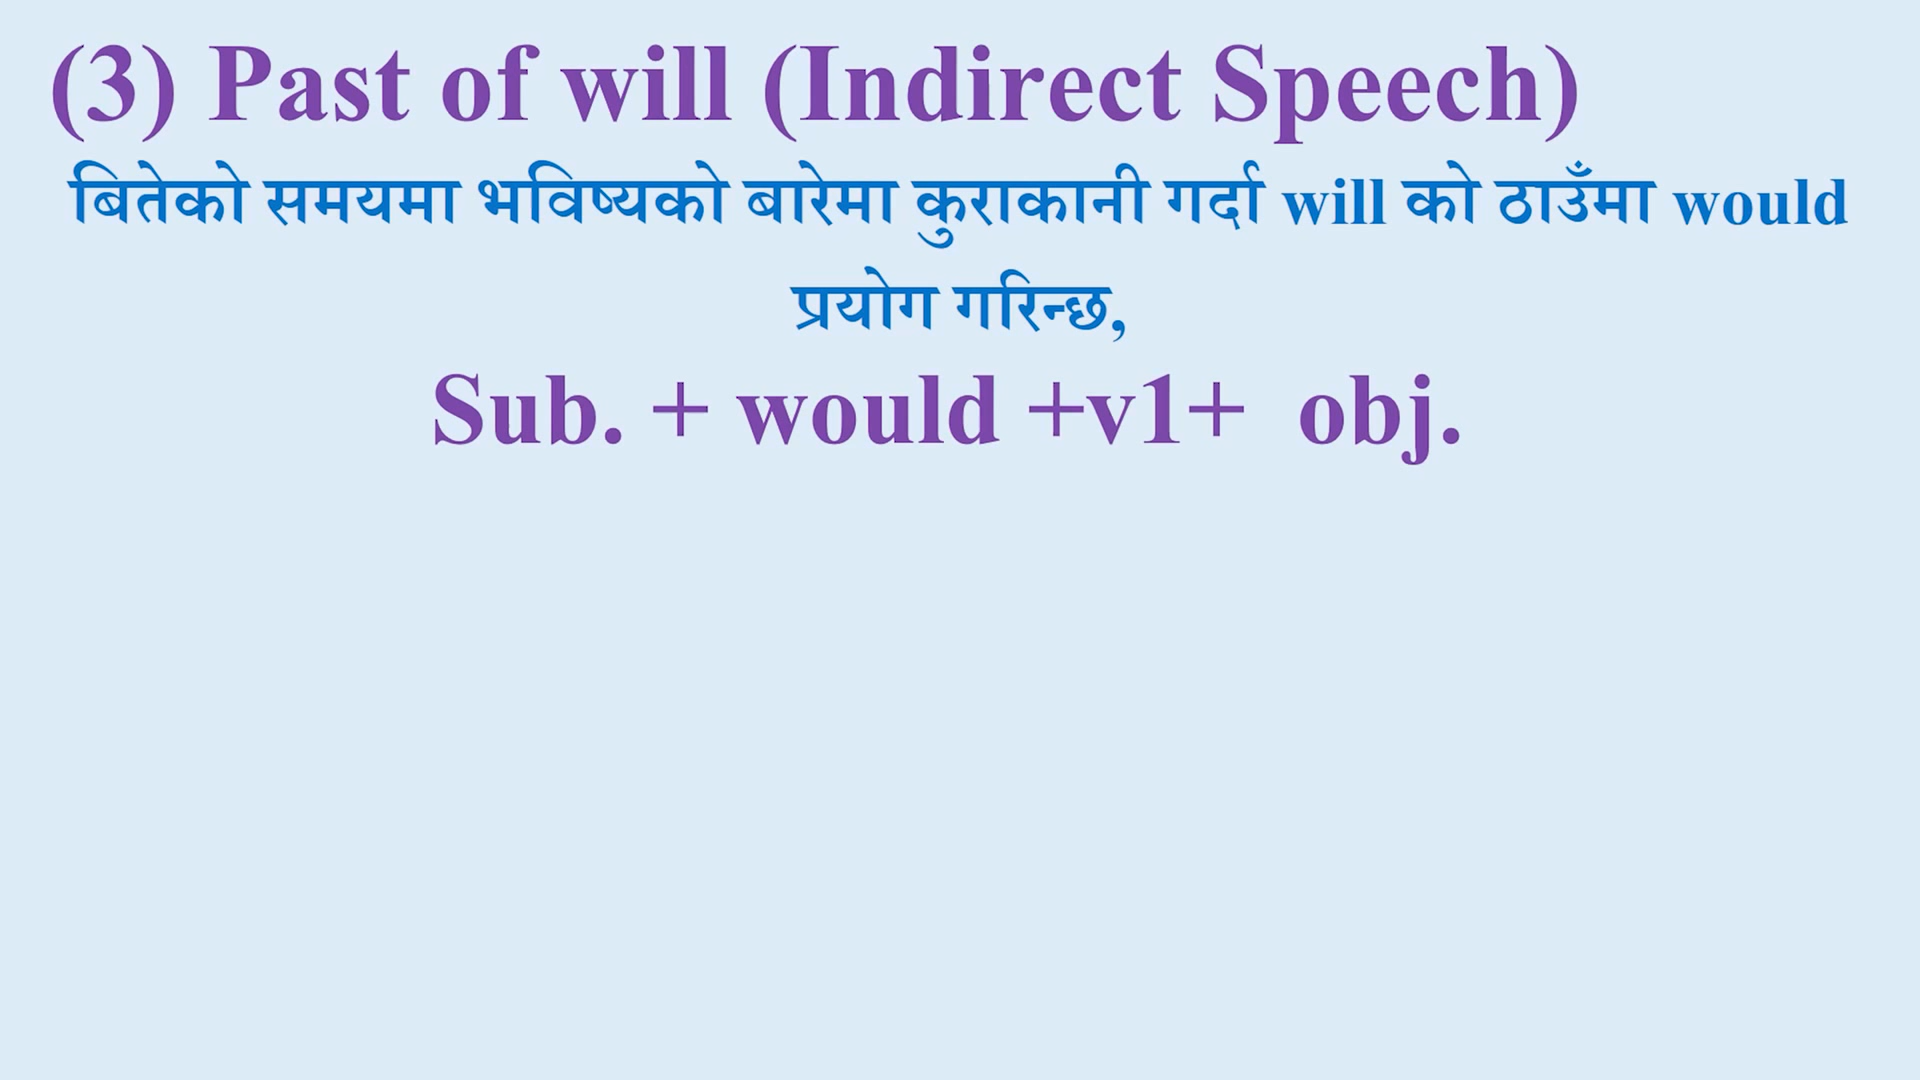 (3) Past of will (Indirect Speech)
बितेको समयमा भविष्यको बारेमा कुराकानी गर्दा will को ठाउँमा would
प्रयोग गरिन्छ,
Sub. + would +v1+ obj.